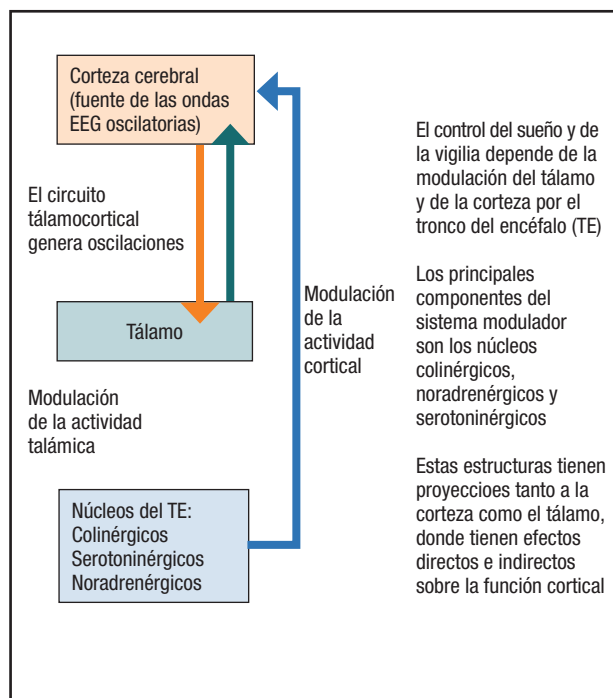 Corteza cerebral
(fuente de las ondas
EEG oscilatorias)
El circuito
tálamocortical
genera oscilaciones
Tálamo
Modulación
de la actividad
talámica
Núcleos del TE:
Colinérgicos
Serotoninérgicos
Noradrenérgicos
Modulación
de la
actividad
cortical
El control del sueño y de
la vigilia depende de la
modulación del tálamo
y de la corteza por el
tronco del encéfalo (TE)
Los principales
componentes del
sistema modulador
son los núcleos
colinérgicos,
noradrenérgicos y
serotoninérgicos
Estas estructuras tienen
proyeccioes tanto a la
corteza como el tálamo,
donde tienen efectos
directos e indirectos
sobre la función cortical